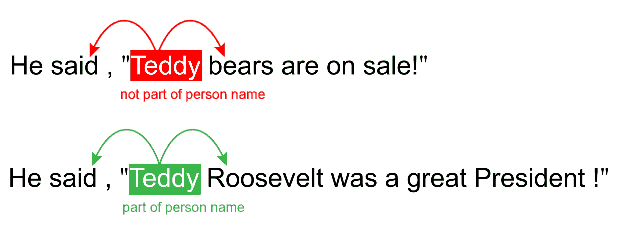 He said , "Teddy bears are on sale!"
not part of person name
He said , "Teddy Roosevelt was a great President !"
part of person name